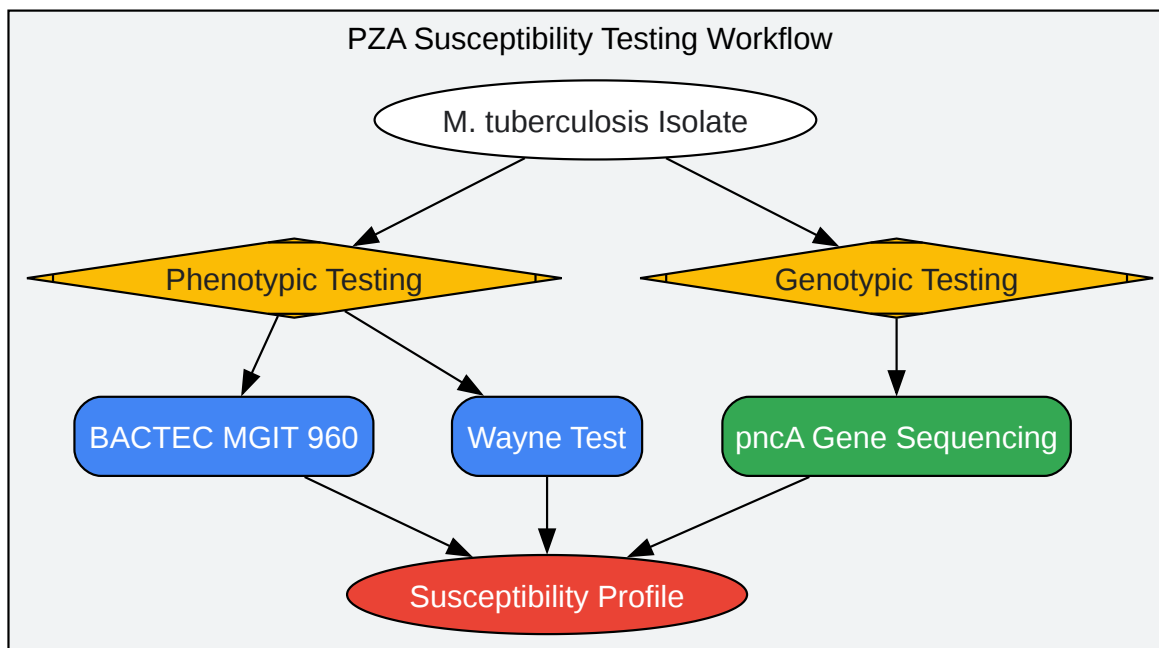 PZA Susceptibility Testing Workflow
M. tuberculosis Isolate
Phenotypic Testing
Genotypic Testing
BACTEC MGIT 960
Wayne Test
pncA Gene Sequencing
Susceptibility Profile